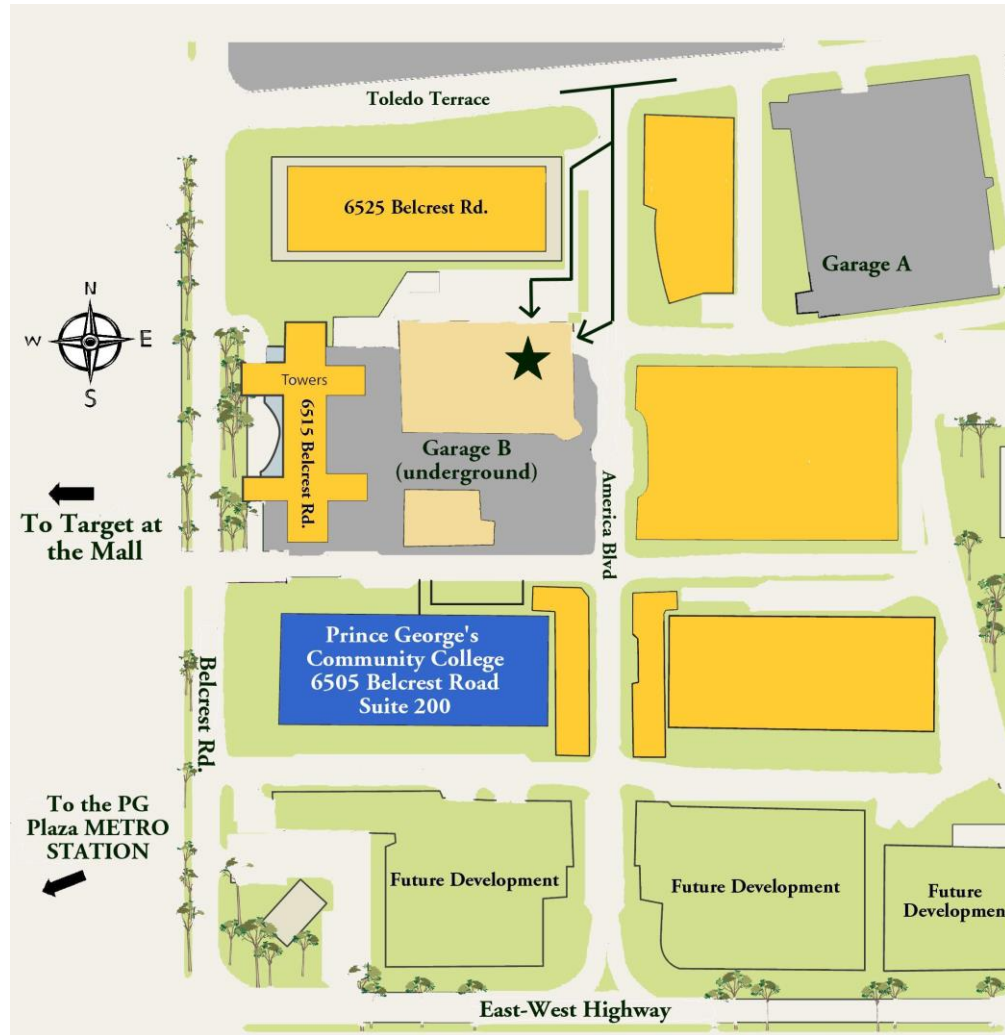 Toledo Terrace
6525 Belcrest Rd.
Garage A
N
W
E
S
Towers
6515 Belcrest Rd.
Garage B
(underground)
America Blvd
To Target at
the Mall
Prince George's
Community College
6505 Belcrest Road
Suite 200
Belcrest Rd.
To the PG
Plaza METRO
STATION
Future Development
Future Development
Future
Developmen
East-West Highway